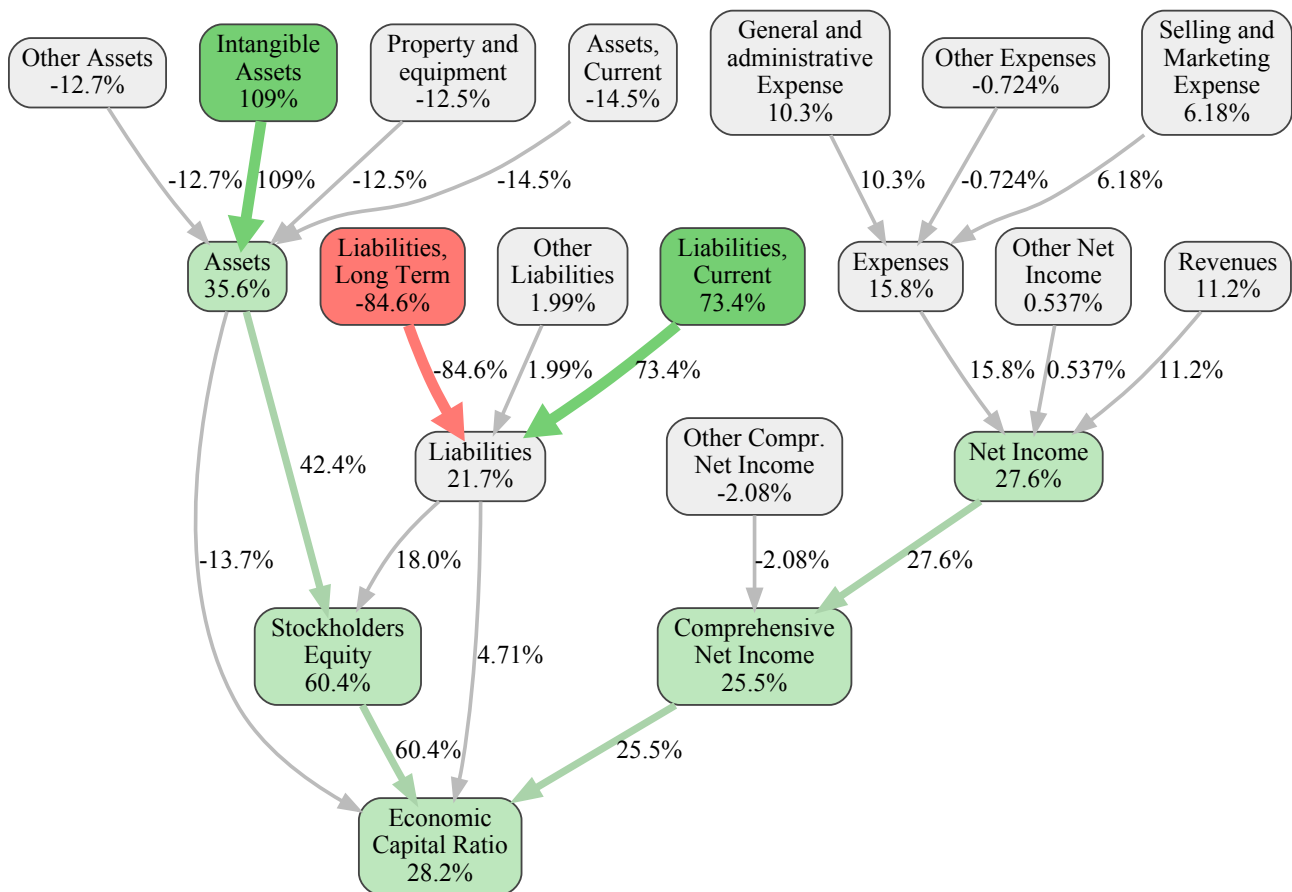 Other Assets
-12.7%
Intangible
Assets
109%
Property and
equipment
-12.5%
Assets,
Current
-14.5%
General and
administrative
Expense
10.3%
Other Expenses
-0.724%
Selling and
Marketing
Expense
6.18%
-12.7%
109%
-12.5%
-14.5%
10.3%
-0.724%
6.18%
Assets
35.6%
Liabilities,
Long Term
-84.6%
Other
Liabilities
1.99%
Liabilities,
Current
73.4%
Expenses
15.8%
Other Net
Income
0.537%
Revenues
11.2%
-84.6%
1.99%
73.4%
15.8%
0.537%
11.2%
42.4%
Liabilities
21.7%
Other Compr.
Net Income
-2.08%
Net Income
27.6%
-13.7%
18.0%
-2.08%
27.6%
Stockholders
Equity
60.4%
4.71%
Comprehensive
Net Income
25.5%
60.4%
25.5%
Economic
Capital Ratio
28.2%